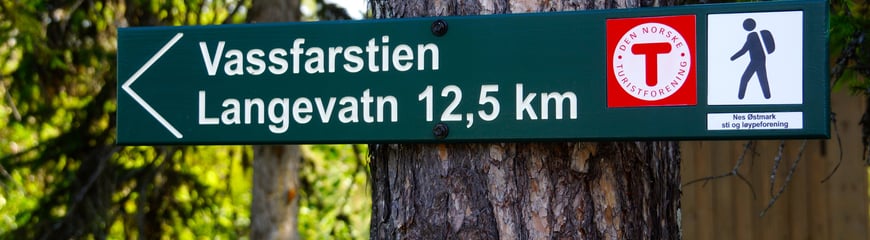 Vassfarstien
Langevatn 12,5 km
DEN NORSKE
TURISTFORENING
T
Nes Østmark
sti og løypeforening